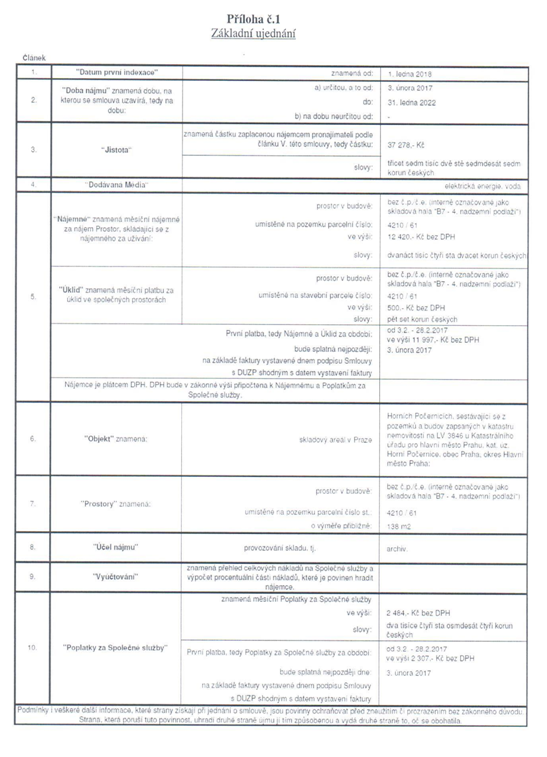 Příloha č.1
Základní ujednání
Článek
1. "Datum první indexace" znamená od: 1. ledna 2018
2. "Doba nájmu" znamená dobu, na kterou se smlouva uzavírá, tedy na dobu:
a) určitou, a to od: 3. února 2017
do: 31. ledna 2022
b) na dobu neurčitou od: -
3. "Jistota"
znamená částku zaplacenou nájemcem pronajímateli podle článku V. této smlouvy, tedy částku: 37 278,- Kč
slovy: třicet sedm tisíc dvě stě sedmdesát osm korun českých
4. "Dodávaná Media" elektrická energie, voda
5. "Nájemné" znamená měsíční nájemné za nájem Prostor, skládající se z nájemného za užívání:
prostor v budově: bez č.p./č.e. (interně označované jako skladová hala "B7 - 4. nadzemní podlaží")
umístěné na pozemku parcelní číslo: 4210 / 61
ve výši: 12 420,- Kč bez DPH
slovy: dvanáct tisíc čtyři sta dvacet korun českých
"Úklid" znamená měsíční platbu za úklid ve společných prostorách
prostor v budově: bez č.p./č.e. (interně označované jako skladová hala "B7 - 4. nadzemní podlaží")
umístěné na stavební parcele číslo: 4210 / 61
ve výši: 500,- Kč bez DPH
slovy: pět set korun českých
První platba, tedy Nájemné a Úklid za období: od 3.2. - 28.2.2017
ve výši 11 997,- Kč bez DPH
bude splatná nejpozději: 3. února 2017
na základě faktury vystavené dnem podpisu Smlouvy
s DUZP shodným s datem vystavení faktury
Nájemce je plátcem DPH. DPH bude v zákonné výši připočtena k Nájemnému a Poplatkům za Společné služby.
6. "Objekt" znamená: skladový areál v Praze
Horních Počernicích, sestávající se z
pozemků a budov zapsaných v katastru
nemovitostí na LV 3846 u Katastrálního
úřadu pro hlavní město Prahu, kat. úz.
Horní Počernice, obec Praha, okres Hlavní
město Praha;
7. "Prostory" znamená:
prostor v budově: bez č.p./č.e. (interně označované jako skladová hala "B7 - 4. nadzemní podlaží")
umístěné na pozemku parcelní číslo st.: 4210 / 61
o výměře přibližně: 138 m2
8. "Účel nájmu" provozování skladu, tj. archiv.
9. "Vyúčtování"
znamená přehled celkových nákladů na Společné služby a
výpočet procentuální části nákladů, které je povinen hradit
nájemce.
10. "Poplatky za Společné služby"
znamená měsíční Poplatky za Společné služby
ve výši: 2 484,- Kč bez DPH
slovy: dva tisíce čtyři sta osmdesát čtyři korun českých
První platba, tedy Poplatky za Společné služby za období: od 3.2. - 28.2.2017
ve výši 2 307,- Kč bez DPH
bude splatná nejpozději dne: 3. února 2017
na základě faktury vystavené dnem podpisu Smlouvy
s DUZP shodným s datem vystavení faktury
Podmínky i veškeré další informace, které strany získají při jednání o smlouvě, jsou povinny ochraňovat před zneužitím či prozrazením bez zákonného důvodu.
Strana, která poruší tuto povinnost, uhradí druhé straně újmu jí tím způsobenou a vydá druhé straně to, oč se obohatila.